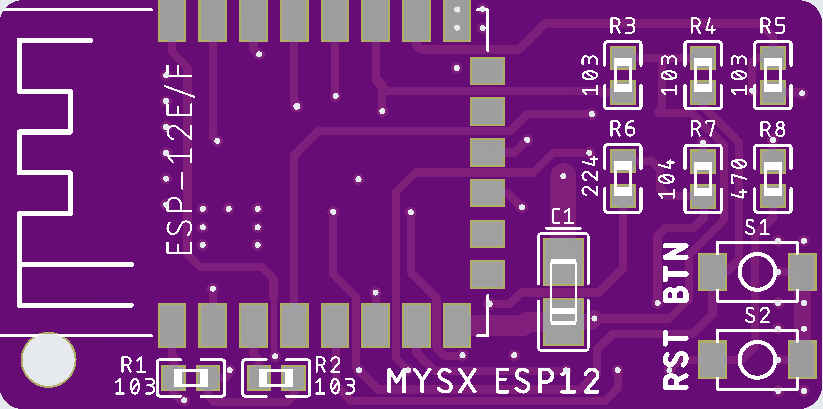 R3 R4 R5
103 103 103
ESP-12E/F
R6 R7 R8
224 104 470
C1
S1
BTN
S2
RST
R1 R2
103 103
MYSX ESP12